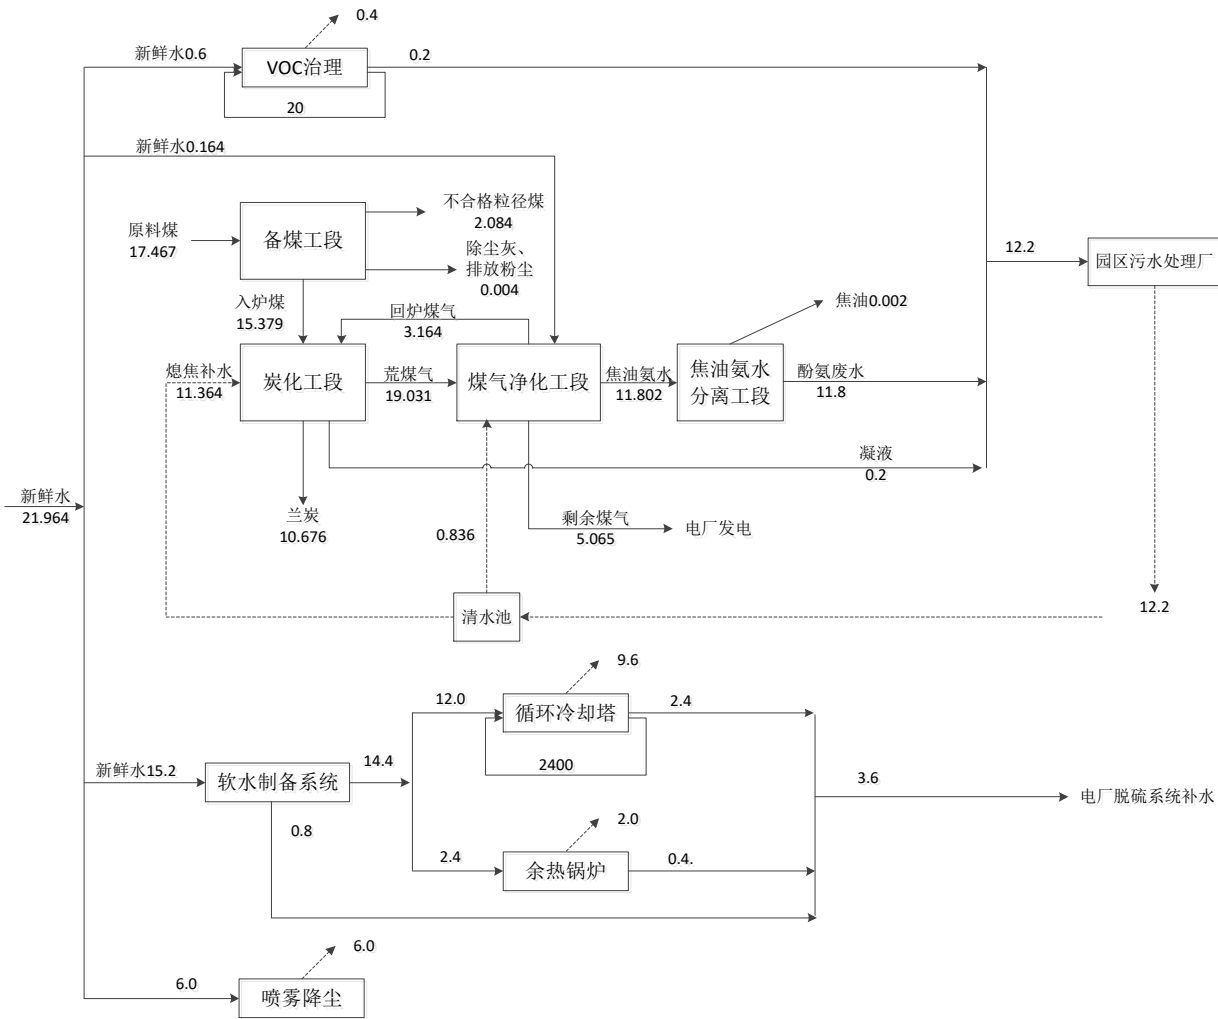 0.4
新鲜水0.6
VOC治理
0.2
20
新鲜水0.164
原料煤
17.467
备煤工段
不合格粒径煤
2.084
除尘灰、
排放粉尘
0.004
12.2
园区污水处理厂
入炉煤
15.379
回炉煤气
3.164
焦油0.002
熄焦补水
11.364
炭化工段
荒煤气
19.031
煤气净化工段
焦油氨水
11.802
焦油氨水
分离工段
酚氨废水
11.8
凝液
0.2
新鲜水
21.964
兰炭
10.676
0.836
剩余煤气
5.065
电厂发电
清水池
12.2
9.6
12.0
循环冷却塔
2.4
2400
新鲜水15.2
软水制备系统
14.4
3.6
电厂脱硫系统补水
0.8
2.0
2.4
余热锅炉
0.4.
6.0
6.0
喷雾降尘